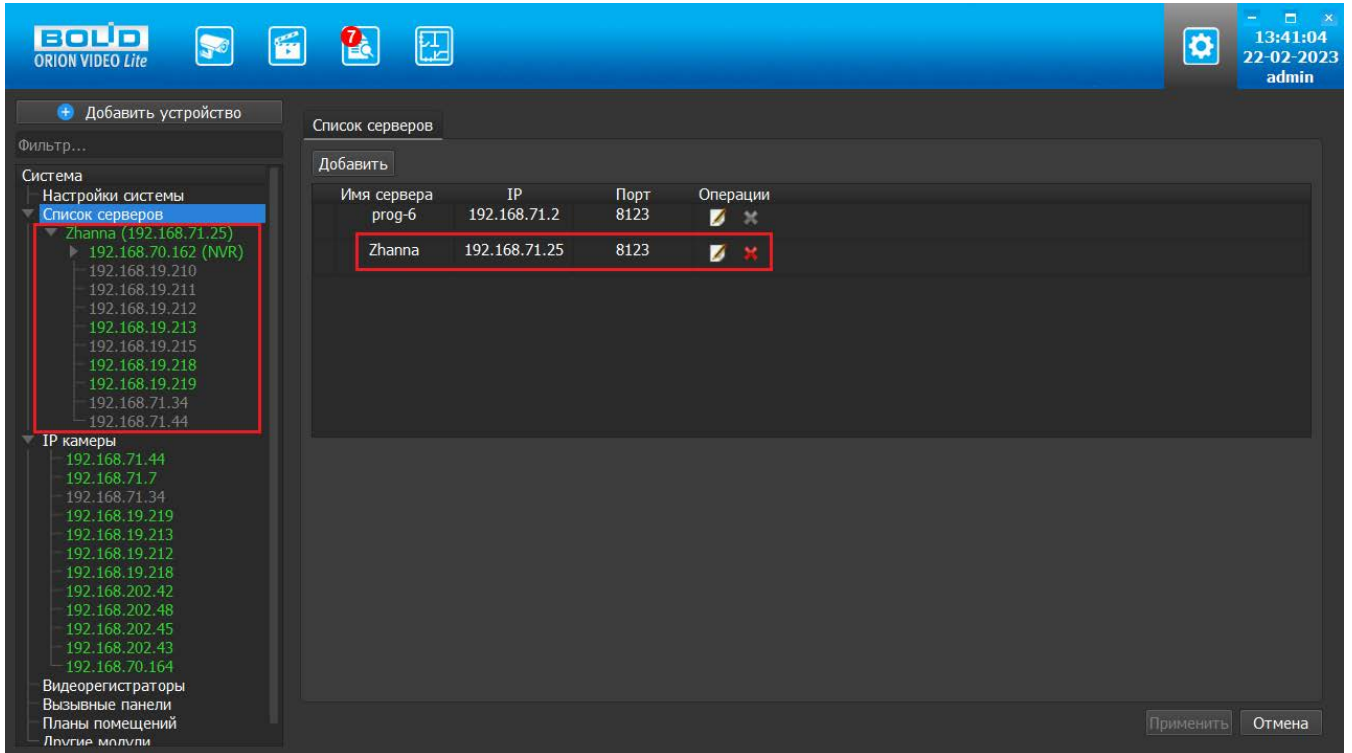 BOLID
ORION VIDEO Lite
7
13:41:04
22-02-2023
admin
Добавить устройство
Фильтр...
Система
Настройки системы
Список серверов
Zhanna (192.168.71.25)
192.168.70.162 (NVR)
192.168.19.210
192.168.19.211
192.168.19.212
192.168.19.213
192.168.19.215
192.168.19.218
192.168.19.219
192.168.71.34
192.168.71.44
IP камеры
192.168.71.44
192.168.71.7
192.168.71.34
192.168.19.219
192.168.19.213
192.168.19.212
192.168.19.218
192.168.202.42
192.168.202.48
192.168.202.45
192.168.202.43
192.168.70.164
Видеорегистраторы
Вызывные панели
Планы помещений
Другие модули
Список серверов
Добавить
Имя сервера IP Порт Операции
prog-6 192.168.71.2 8123
Zhanna 192.168.71.25 8123
Применить Отмена